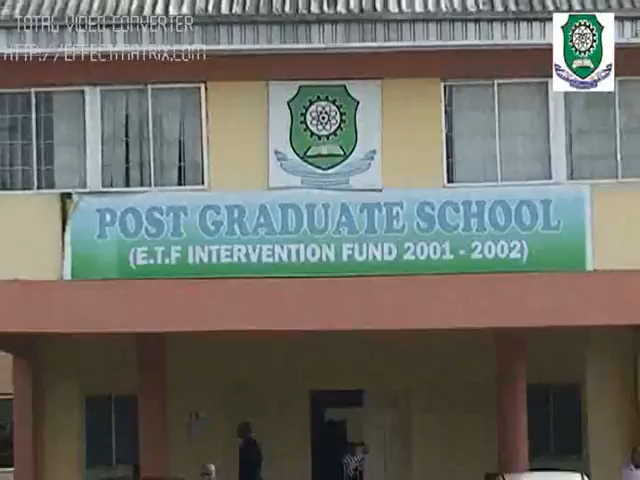 TOTAL VIDEO CONVERTER
HTTP://EFFECTMATRIX.COM
POST GRADUATE SCHOOL
(E.T.F INTERVENTION FUND 2001 - 2002)